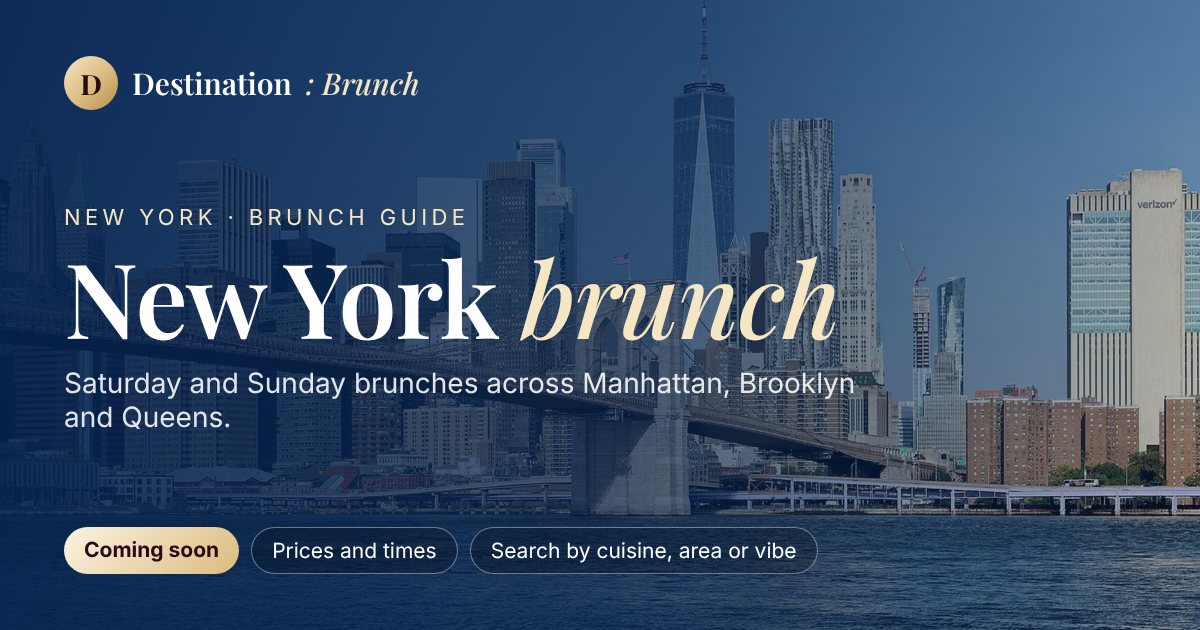 D Destination : Brunch
NEW YORK · BRUNCH GUIDE
New York brunch
Saturday and Sunday brunches across Manhattan, Brooklyn
and Queens.
verizon
Coming soon
Prices and times
Search by cuisine, area or vibe